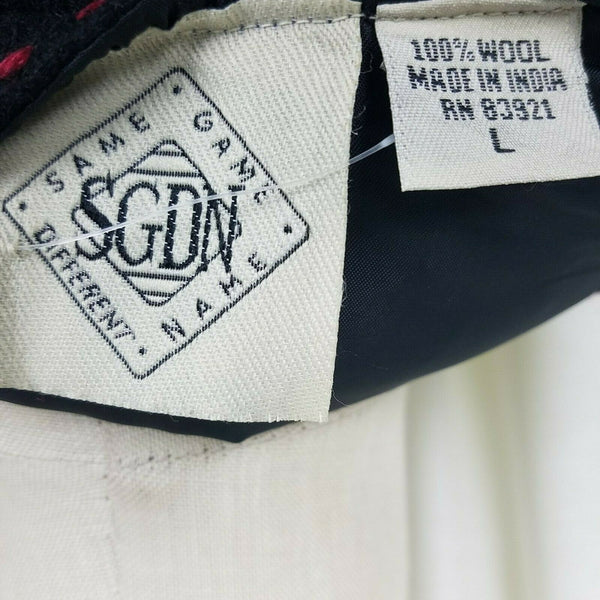 SAME · GAME
SGDN
DIFFERENT · NAME
100% WOOL
MADE IN INDIA
RN 83921
L